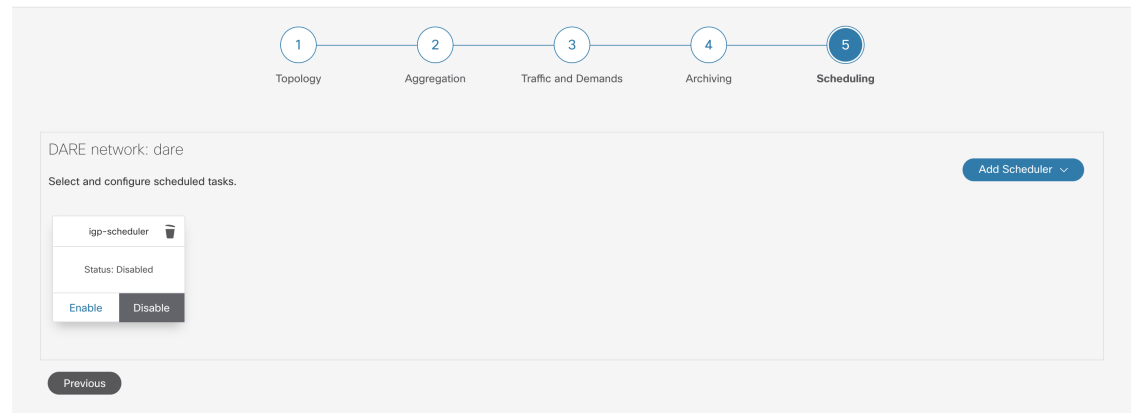 1
2
3
4
5
Topology
Aggregation
Traffic and Demands
Archiving
Scheduling
DARE network: dare
Add Scheduler
Select and configure scheduled tasks.
igp-scheduler
Status: Disabled
Enable
Disable
Previous